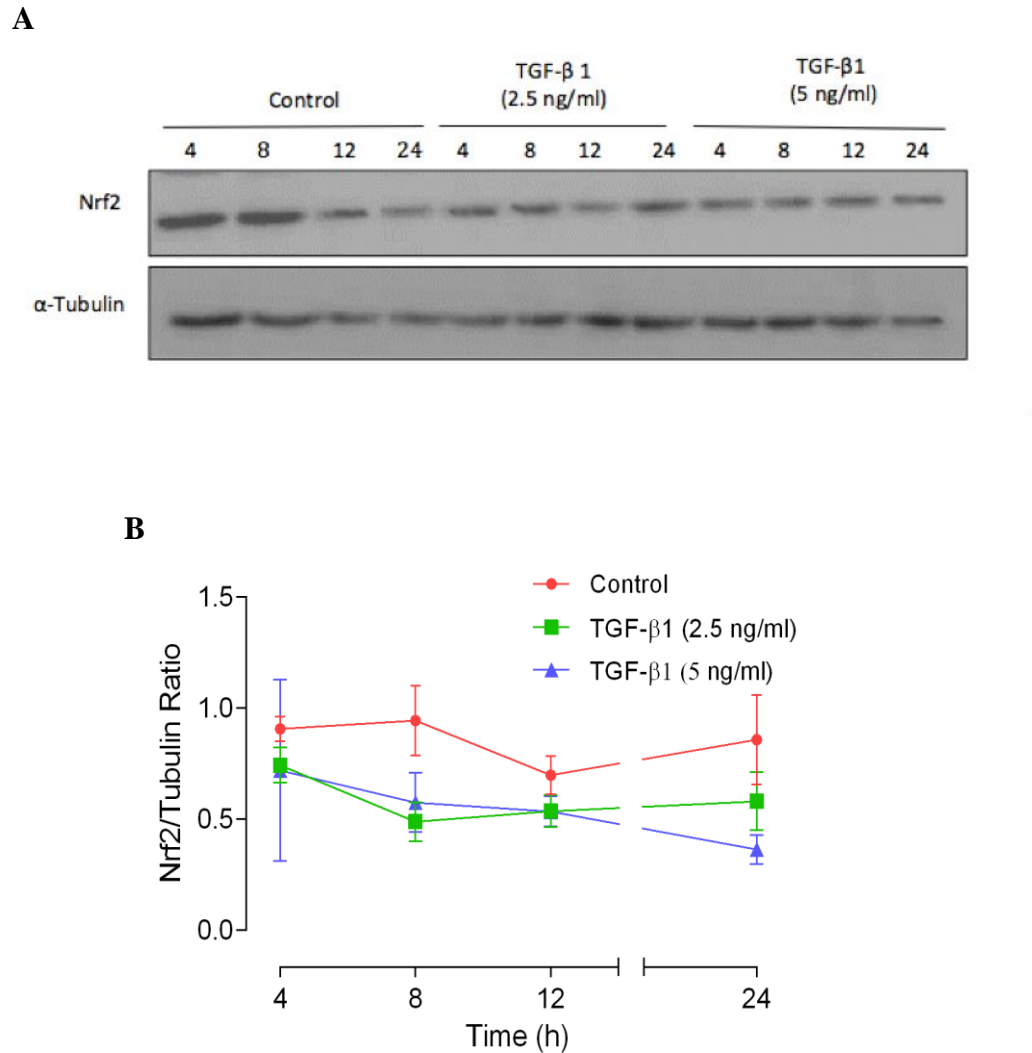 A
Control
TGF-β 1
(2.5 ng/ml)
TGF-β1
(5 ng/ml)
4 8 12 24 4 8 12 24 4 8 12 24
Nrf2
α-Tubulin
B
Control
TGF-β1 (2.5 ng/ml)
TGF-β1 (5 ng/ml)
Nrf2/Tubulin Ratio
1.5
1.0
0.5
0.0
4 8 12 24
Time (h)